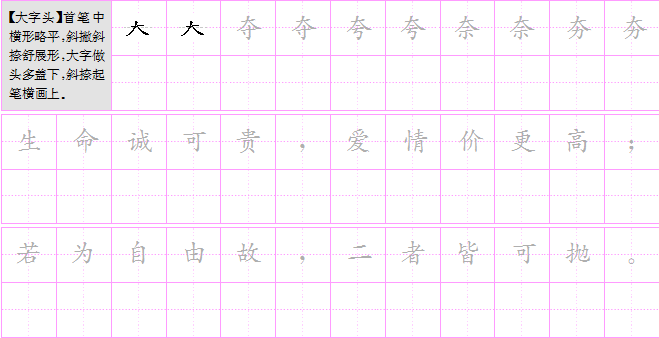 【大字头】首笔中
横形略平,斜撇斜
捺舒展形,大字做
头多盖下,斜捺起
笔横画上。
大 大 夺 夺 夸 夸 奈 奈 夯 夯
生 命 诚 可 贵 , 爱 情 价 更 高 ;
若 为 自 由 故 , 二 者 皆 可 抛 。